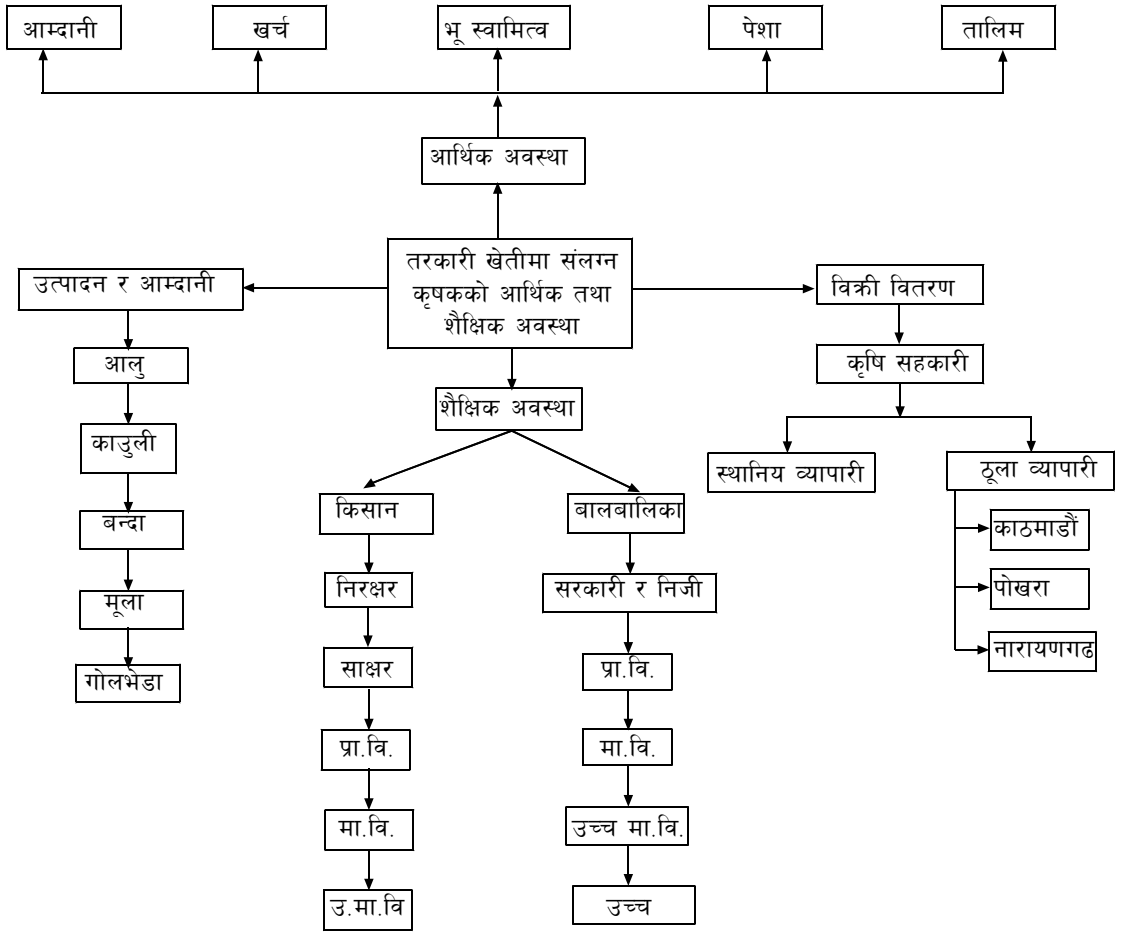 आम्दानी
खर्च
भू स्वामित्व
पेशा
तालिम
आर्थिक अवस्था
तरकारी खेतीमा संलग्न
कृषकको आर्थिक तथा
शैक्षिक अवस्था
उत्पादन र आम्दानी
विक्री वितरण
आलु
कृषि सहकारी
शैक्षिक अवस्था
काउुली
स्थानिय व्यापारी
ठूला व्यापारी
किसान
बालबालिका
बन्दा
काठमाडौं
निरक्षर
सरकारी र निजी
पोखरा
मूला
नारायणगढ
साक्षर
प्रा.वि.
गोलभेडा
प्रा.वि.
मा.वि.
मा.वि.
उच्च मा.वि.
उ.मा.वि
उच्च